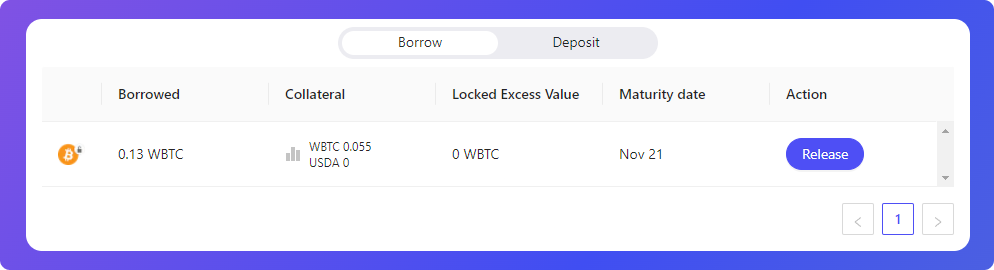 Borrow Deposit
Borrowed Collateral Locked Excess Value Maturity date Action
0.13 WBTC WBTC 0.055 0 WBTC Nov 21 Release
USDA 0
1